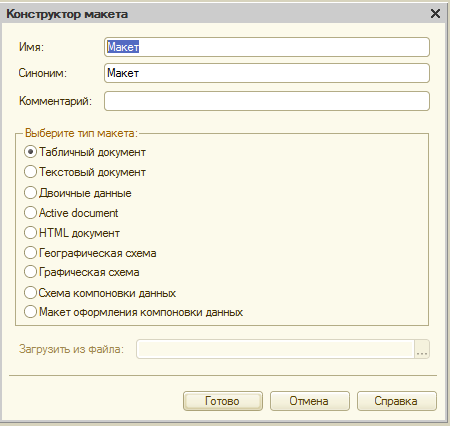 Конструктор макета
Имя: Макет
Синоним: Макет
Комментарий:
Выберите тип макета:
Табличный документ
Текстовый документ
Двоичные данные
Active document
HTML документ
Географическая схема
Графическая схема
Схема компоновки данных
Макет оформления компоновки данных
Загрузить из файла: ...
Готово Отмена Справка